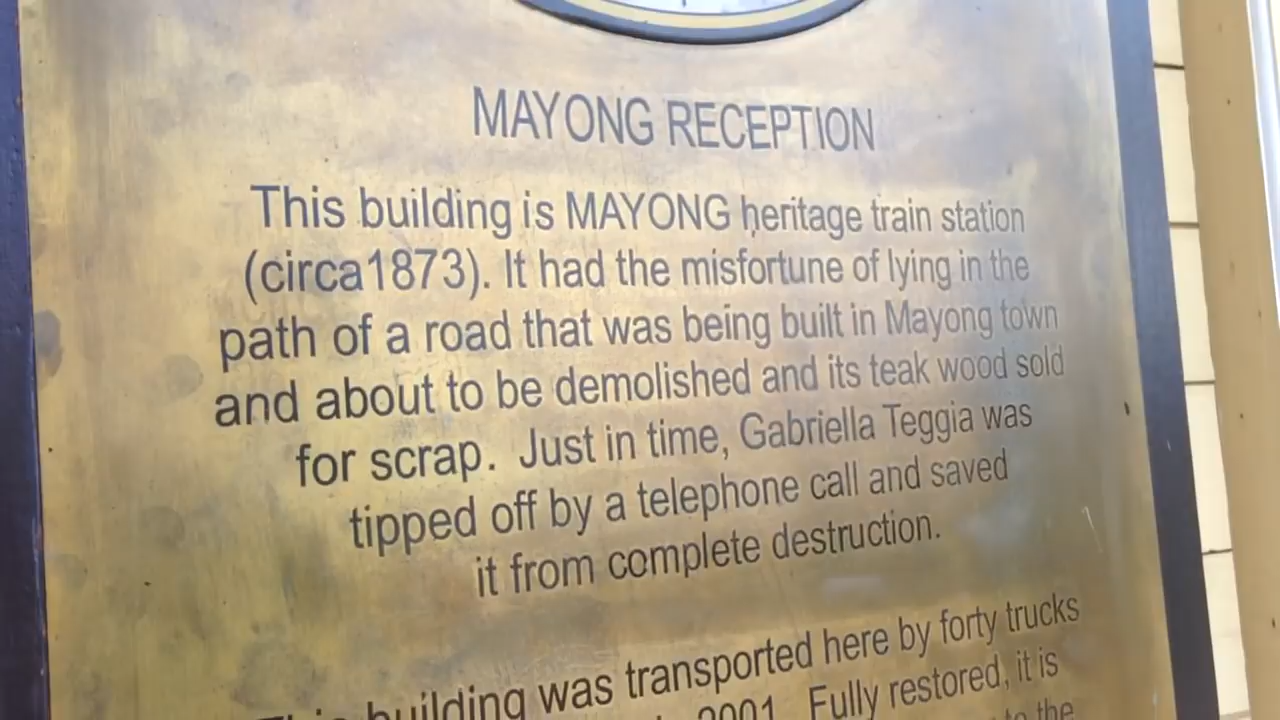 MAYONG RECEPTION
This building is MAYONG heritage train station
(circa1873). It had the misfortune of lying in the
path of a road that was being built in Mayong town
and about to be demolished and its teak wood sold
for scrap. Just in time, Gabriella Teggia was
tipped off by a telephone call and saved
it from complete destruction.
This building was transported here by forty trucks
2001. Fully restored, it is
to the